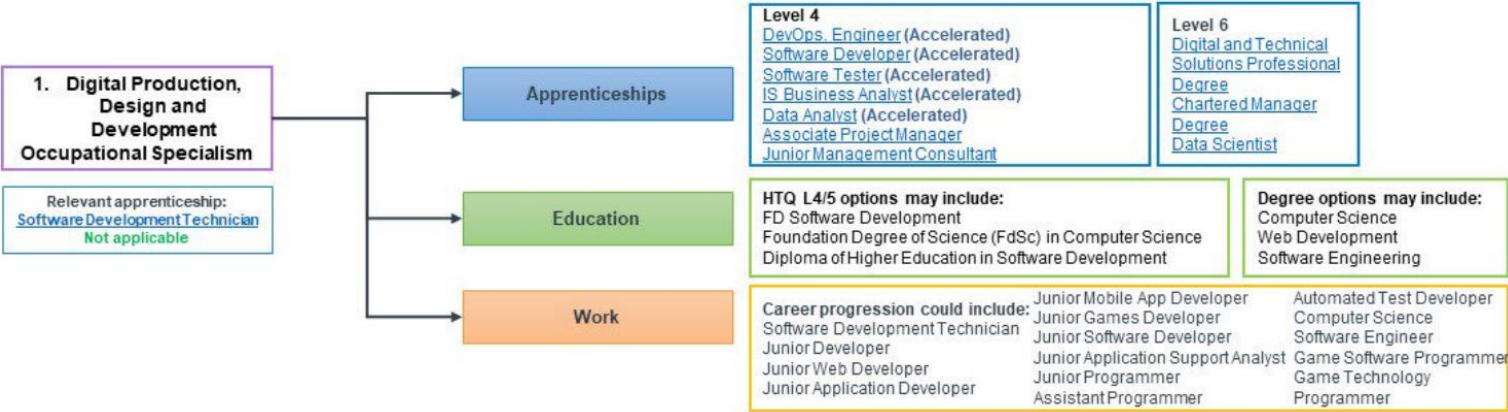 1. Digital Production,
Design and
Development
Occupational Specialism
Relevant apprenticeship:
Software Development Technician
Not applicable
Apprenticeships
Education
Work
Level 4
DevOps. Engineer (Accelerated)
Software Developer (Accelerated)
Software Tester (Accelerated)
IS Business Analyst (Accelerated)
Data Analyst (Accelerated)
Associate Project Manager
Junior Management Consultant
Level 6
Digital and Technical
Solutions Professional
Degree
Chartered Manager
Degree
Data Scientist
HTQ L4/5 options may include:
FD Software Development
Foundation Degree of Science (FdSc) in Computer Science
Diploma of Higher Education in Software Development
Degree options may include:
Computer Science
Web Development
Software Engineering
Career progression could include:
Software Development Technician
Junior Developer
Junior Web Developer
Junior Application Developer
Junior Mobile App Developer
Junior Games Developer
Junior Software Developer
Junior Application Support Analyst
Junior Programmer
Assistant Programmer
Automated Test Developer
Computer Science
Software Engineer
Game Software Programmer
Game Technology
Programmer